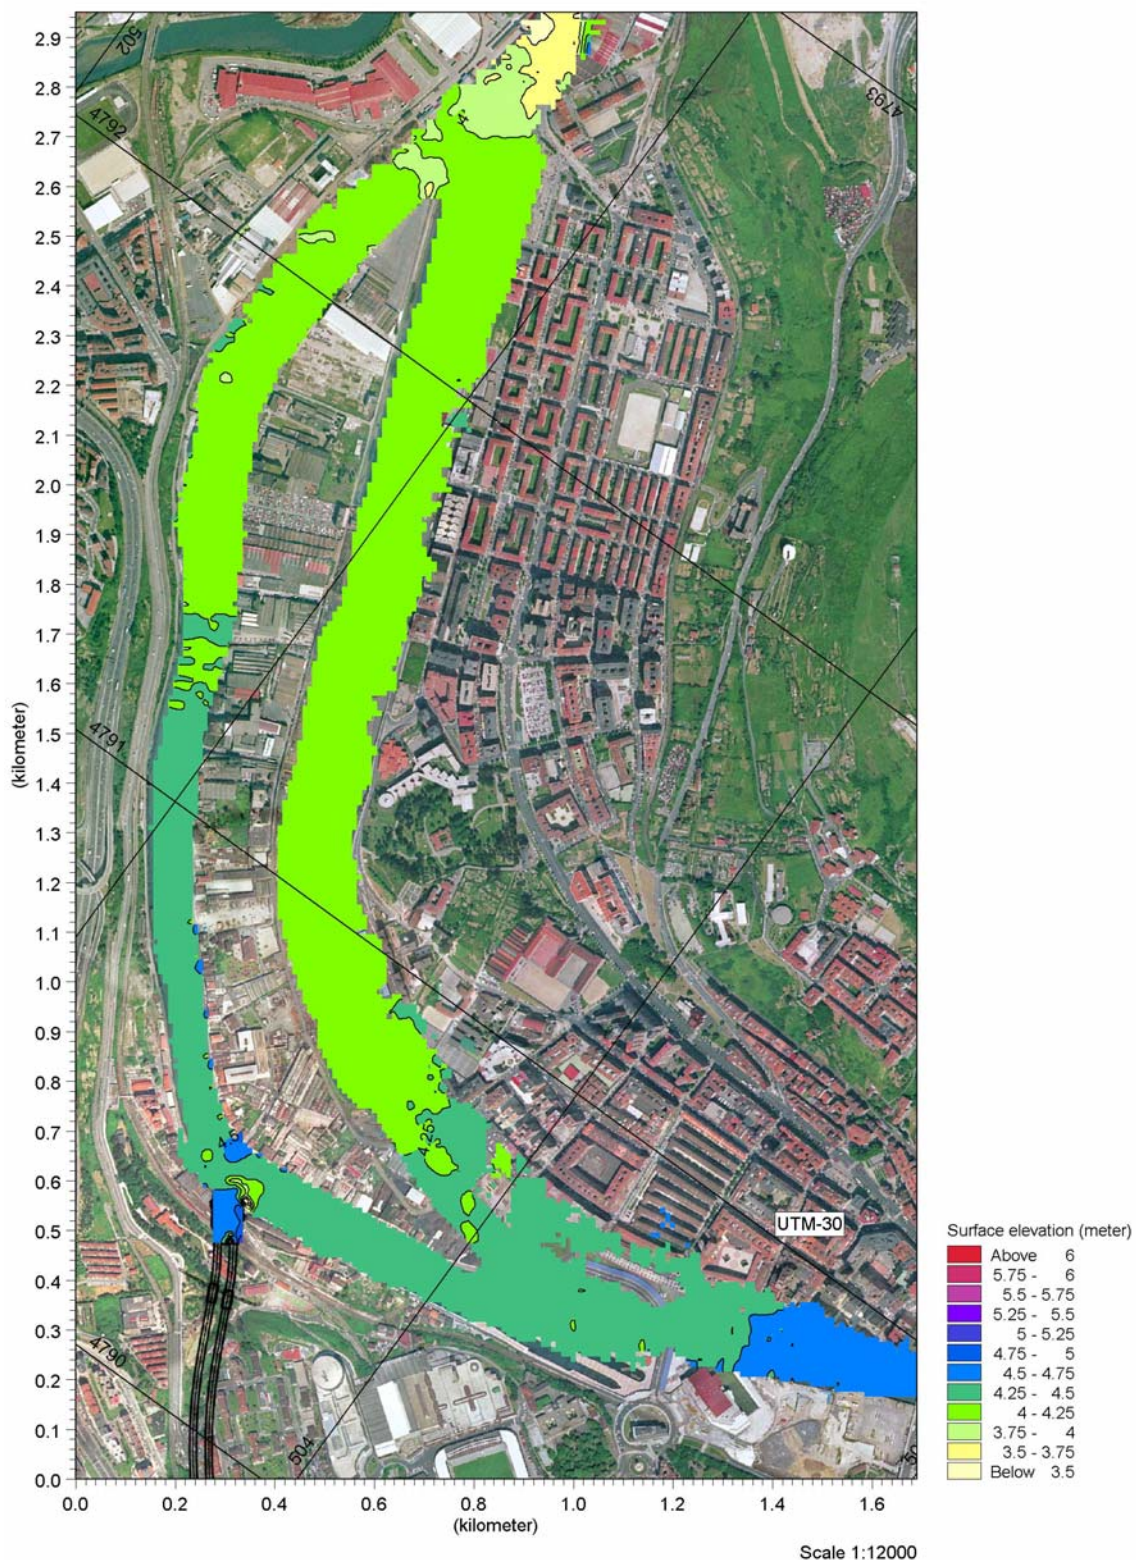 2.9
2.8
2.7
2.6
2.5
2.4
2.3
2.2
2.1
2.0
1.9
1.8
1.7
1.6
1.5
1.4
1.3
1.2
1.1
1.0
0.9
0.8
0.7
0.6
0.5
0.4
0.3
0.2
0.1
0.0
(kilometer)
502
4792
4793
4791
4790
504
4
4.25
4.5
UTM-30
0.0 0.2 0.4 0.6 0.8 1.0 1.2 1.4 1.6
(kilometer)
Surface elevation (meter)
Above 6
5.75 - 6
5.5 - 5.75
5.25 - 5.5
5 - 5.25
4.75 - 5
4.5 - 4.75
4.25 - 4.5
4 - 4.25
3.75 - 4
3.5 - 3.75
Below 3.5
Scale 1:12000